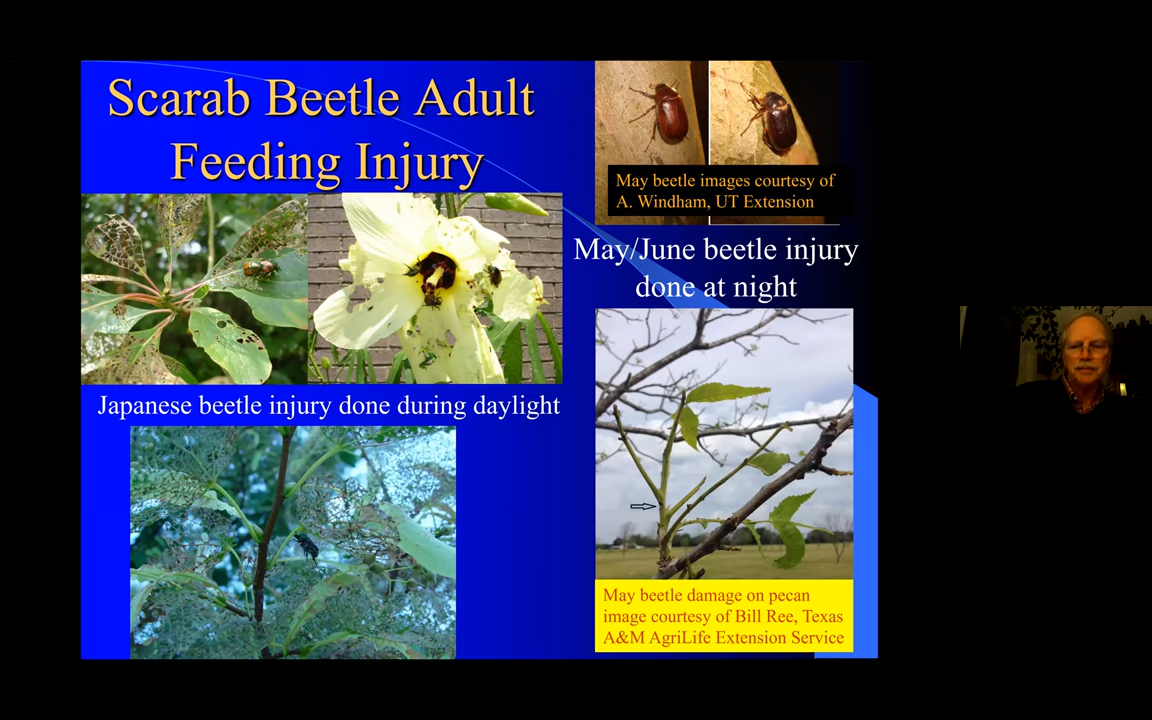 Scarab Beetle Adult
Feeding Injury
May beetle images courtesy of
A. Windham, UT Extension
May/June beetle injury
done at night
Japanese beetle injury done during daylight
May beetle damage on pecan
image courtesy of Bill Ree, Texas
A&M AgriLife Extension Service